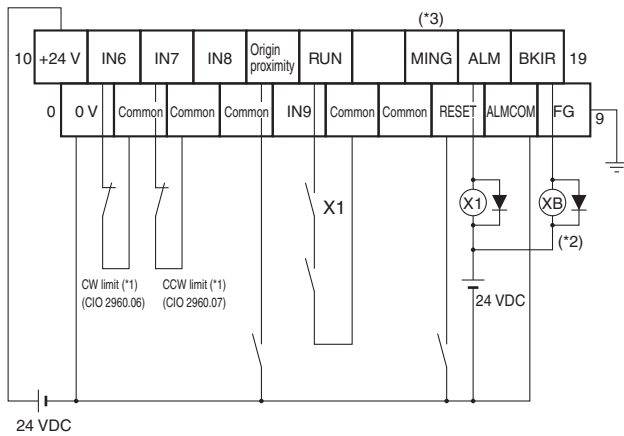 (*3)
10 +24 V IN6 IN7 IN8 Origin proximity RUN MING ALM BKIR 19
0 0 V Common Common Common IN9 Common Common RESET ALMCOM FG 9
X1
X1
XB
(*2)
CW limit (*1)
(CIO 2960.06)
CCW limit (*1)
(CIO 2960.07)
24 VDC
24 VDC